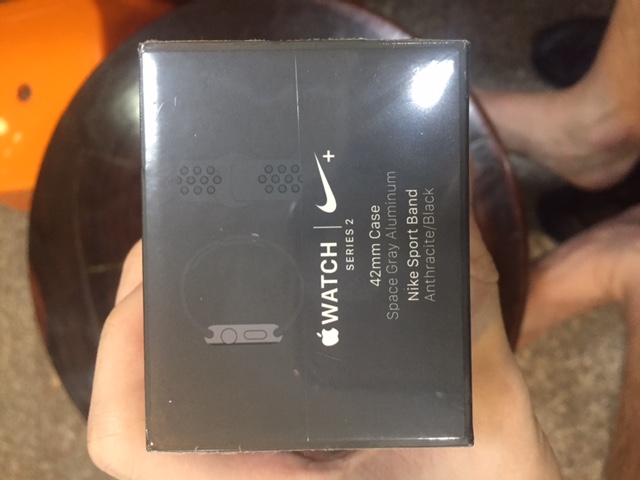 WATCH
+
SERIES 2
42mm Case
Space Gray Aluminum
Nike Sport Band
Anthracite/Black